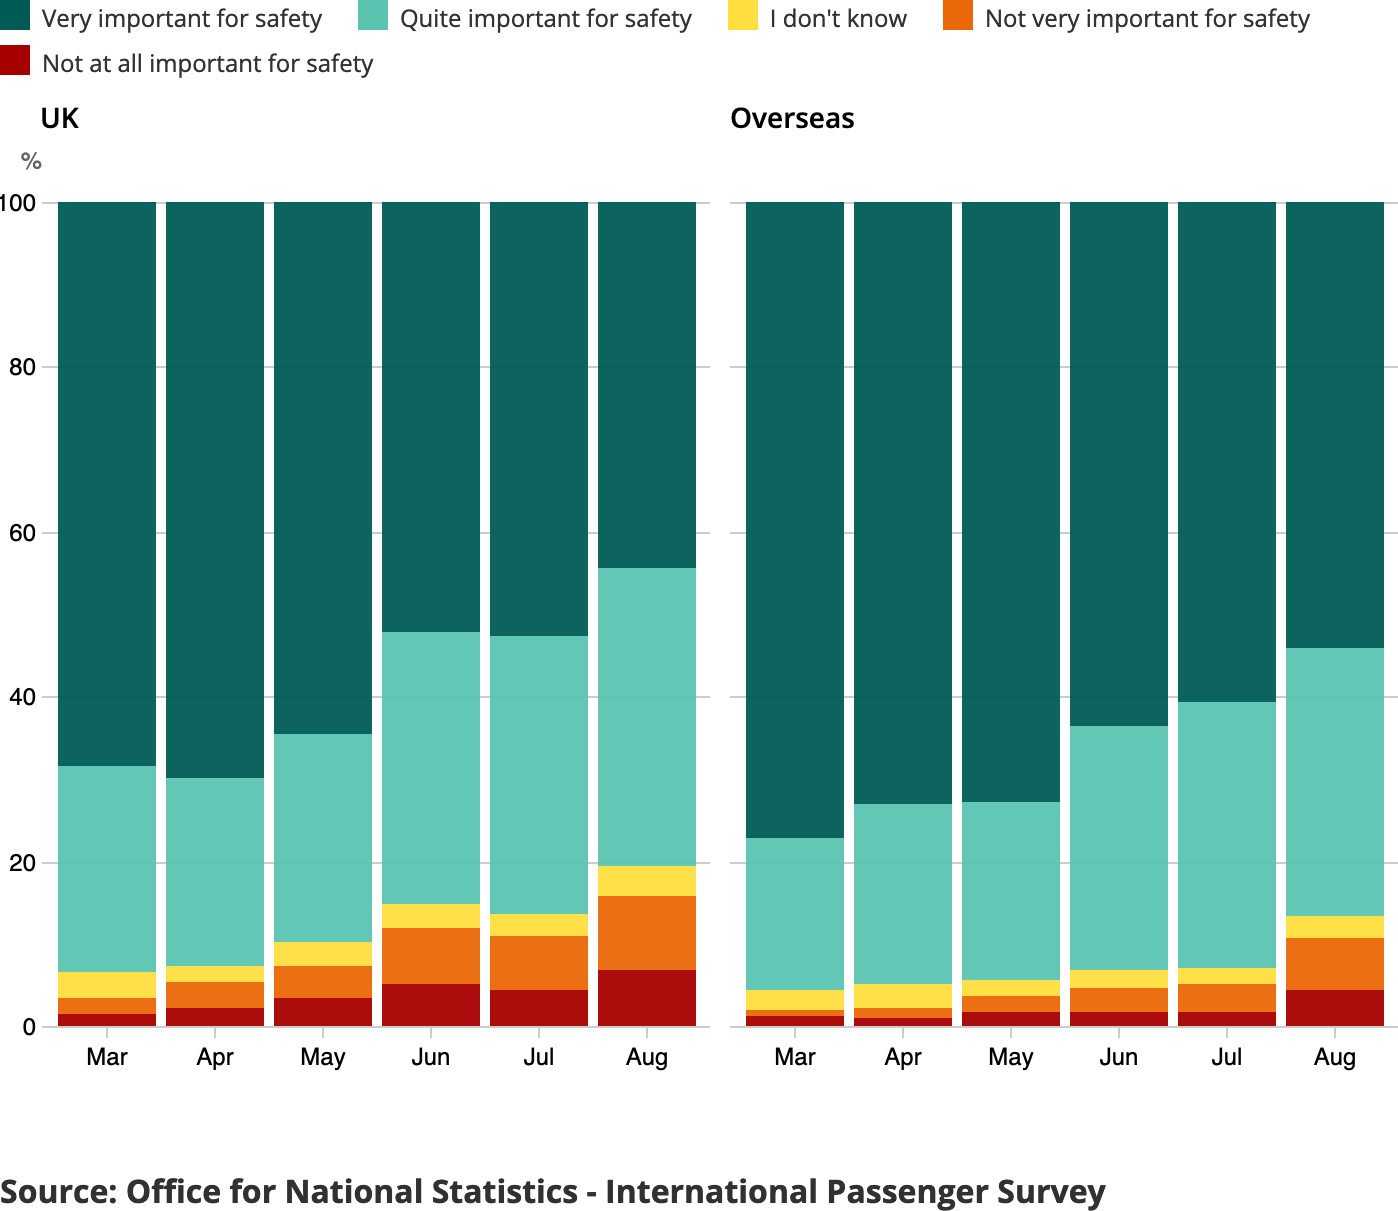 Very important for safety Quite important for safety I don't know Not very important for safety
Not at all important for safety
UK Overseas
%
100
80
60
40
20
0
Mar Apr May Jun Jul Aug Mar Apr May Jun Jul Aug
Source: Office for National Statistics - International Passenger Survey